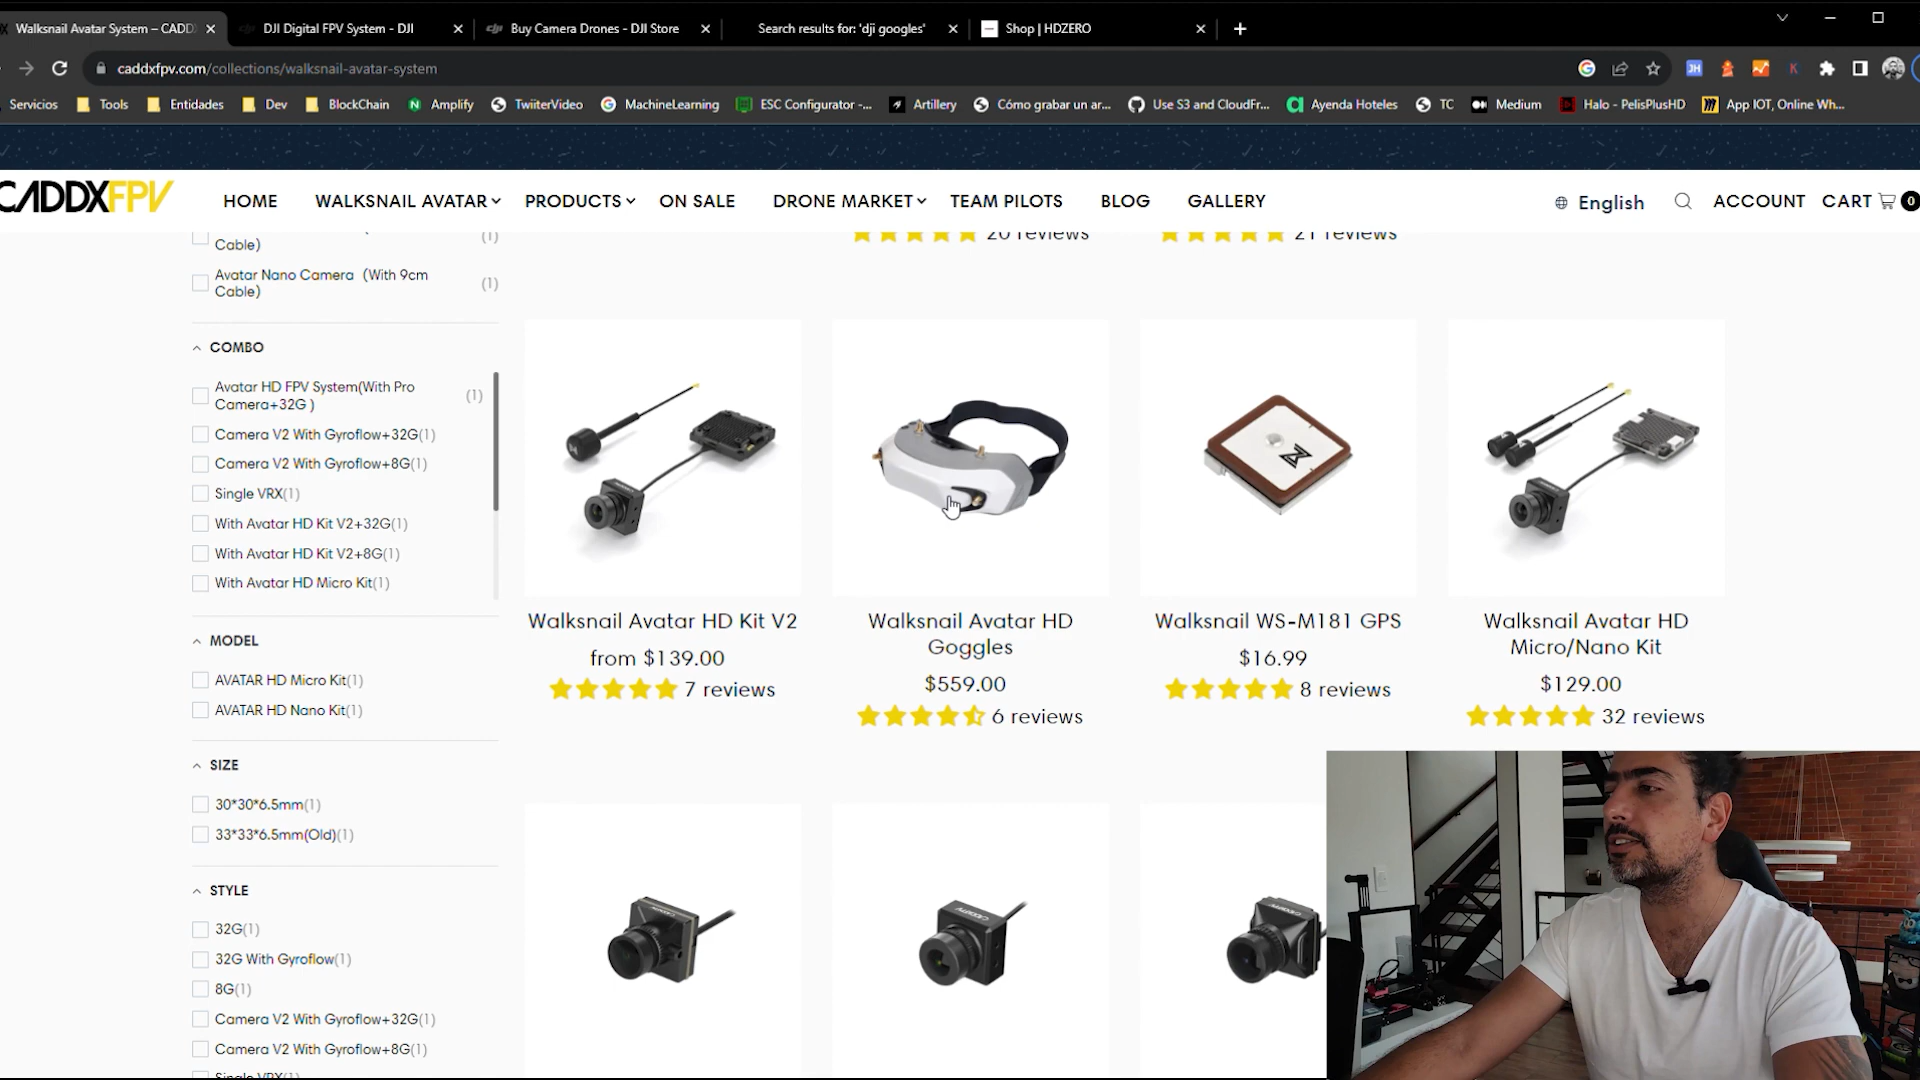 Walksnail Avatar System – CADD
DJI Digital FPV System - DJI
Buy Camera Drones - DJI Store
Search results for: 'dji googles'
Shop | HDZERO
caddxfpv.com/collections/walksnail-avatar-system
Servicios
Tools
Entidades
Dev
BlockChain
Amplify
TwiiterVideo
MachineLearning
ESC Configurator -...
Artillery
Cómo grabar un ar...
Use S3 and CloudFr...
Ayenda Hoteles
TC
Medium
Halo - PelisPlusHD
App IOT, Online Wh...
CADDXFPV
HOME
WALKSNAIL AVATAR
PRODUCTS
ON SALE
DRONE MARKET
TEAM PILOTS
BLOG
GALLERY
English
ACCOUNT
CART
0
Cable)
(1)
Avatar Nano Camera (With 9cm
Cable)
(1)
COMBO
Avatar HD FPV System(With Pro
Camera+32G )
(1)
Camera V2 With Gyroflow+32G(1)
Camera V2 With Gyroflow+8G(1)
Single VRX(1)
With Avatar HD Kit V2+32G(1)
With Avatar HD Kit V2+8G(1)
With Avatar HD Micro Kit(1)
MODEL
AVATAR HD Micro Kit(1)
AVATAR HD Nano Kit(1)
SIZE
30*30*6.5mm(1)
33*33*6.5mm(Old)(1)
STYLE
32G(1)
32G With Gyroflow(1)
8G(1)
Camera V2 With Gyroflow+32G(1)
Camera V2 With Gyroflow+8G(1)
Single VRX(1)
20 reviews
21 reviews
Walksnail Avatar HD Kit V2
from $139.00
7 reviews
Walksnail Avatar HD
Goggles
$559.00
6 reviews
Walksnail WS-M181 GPS
$16.99
8 reviews
Walksnail Avatar HD
Micro/Nano Kit
$129.00
32 reviews